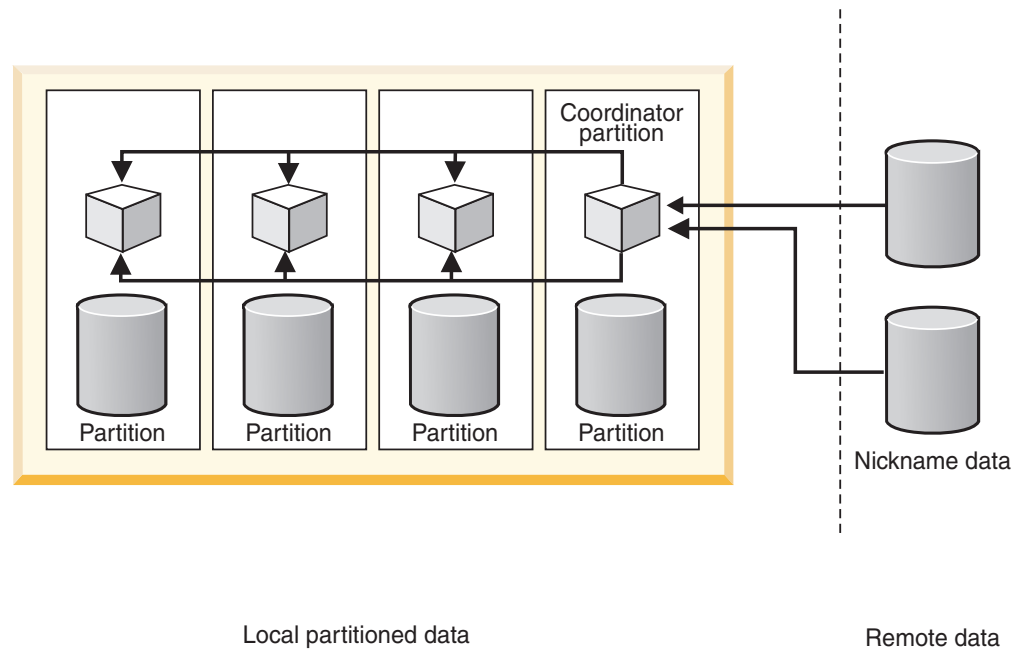 Coordinator
partition
Partition
Partition
Partition
Partition
Nickname data
Local partitioned data
Remote data